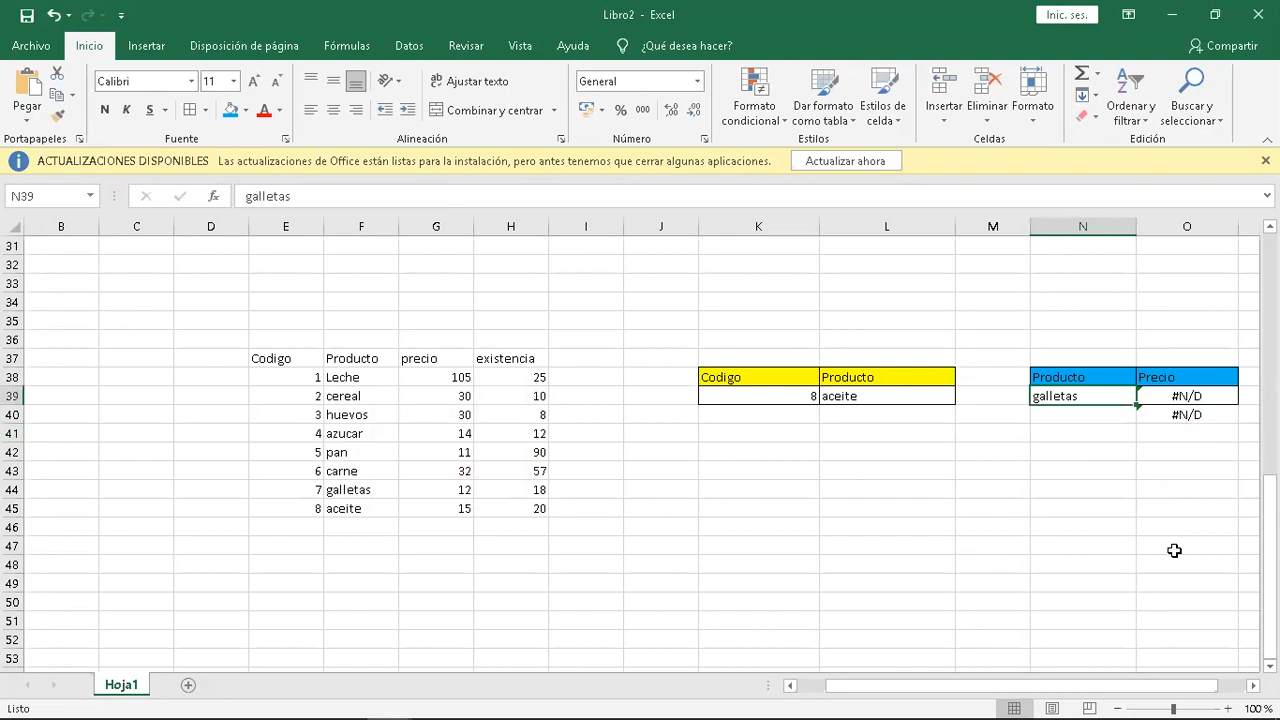 Libro2 - Excel
Inic. ses.
Archivo Inicio Insertar Disposición de página Fórmulas Datos Revisar Vista Ayuda ¿Qué desea hacer? Compartir
Pegar
Calibri 11
N K S
Ajustar texto
Combinar y centrar
General
% 000
Formato condicional
Dar formato como tabla
Estilos de celda
Insertar Eliminar Formato
Ordenar y filtrar
Buscar y seleccionar
Portapapeles Fuente Alineación Número Estilos Celdas Edición
ACTUALIZACIONES DISPONIBLES Las actualizaciones de Office están listas para la instalación, pero antes tenemos que cerrar algunas aplicaciones. Actualizar ahora
N39 fx galletas
B C D E F G H I J K L M N O
31
32
33
34
35
36
37 Codigo Producto precio existencia
38 1 Leche 105 25 Codigo Producto Producto Precio
39 2 cereal 30 10 8 aceite galletas #N/D
40 3 huevos 30 8 #N/D
41 4 azucar 14 12
42 5 pan 11 90
43 6 carne 32 57
44 7 galletas 12 18
45 8 aceite 15 20
46
47
48
49
50
51
52
53
Hoja1
Listo 100 %